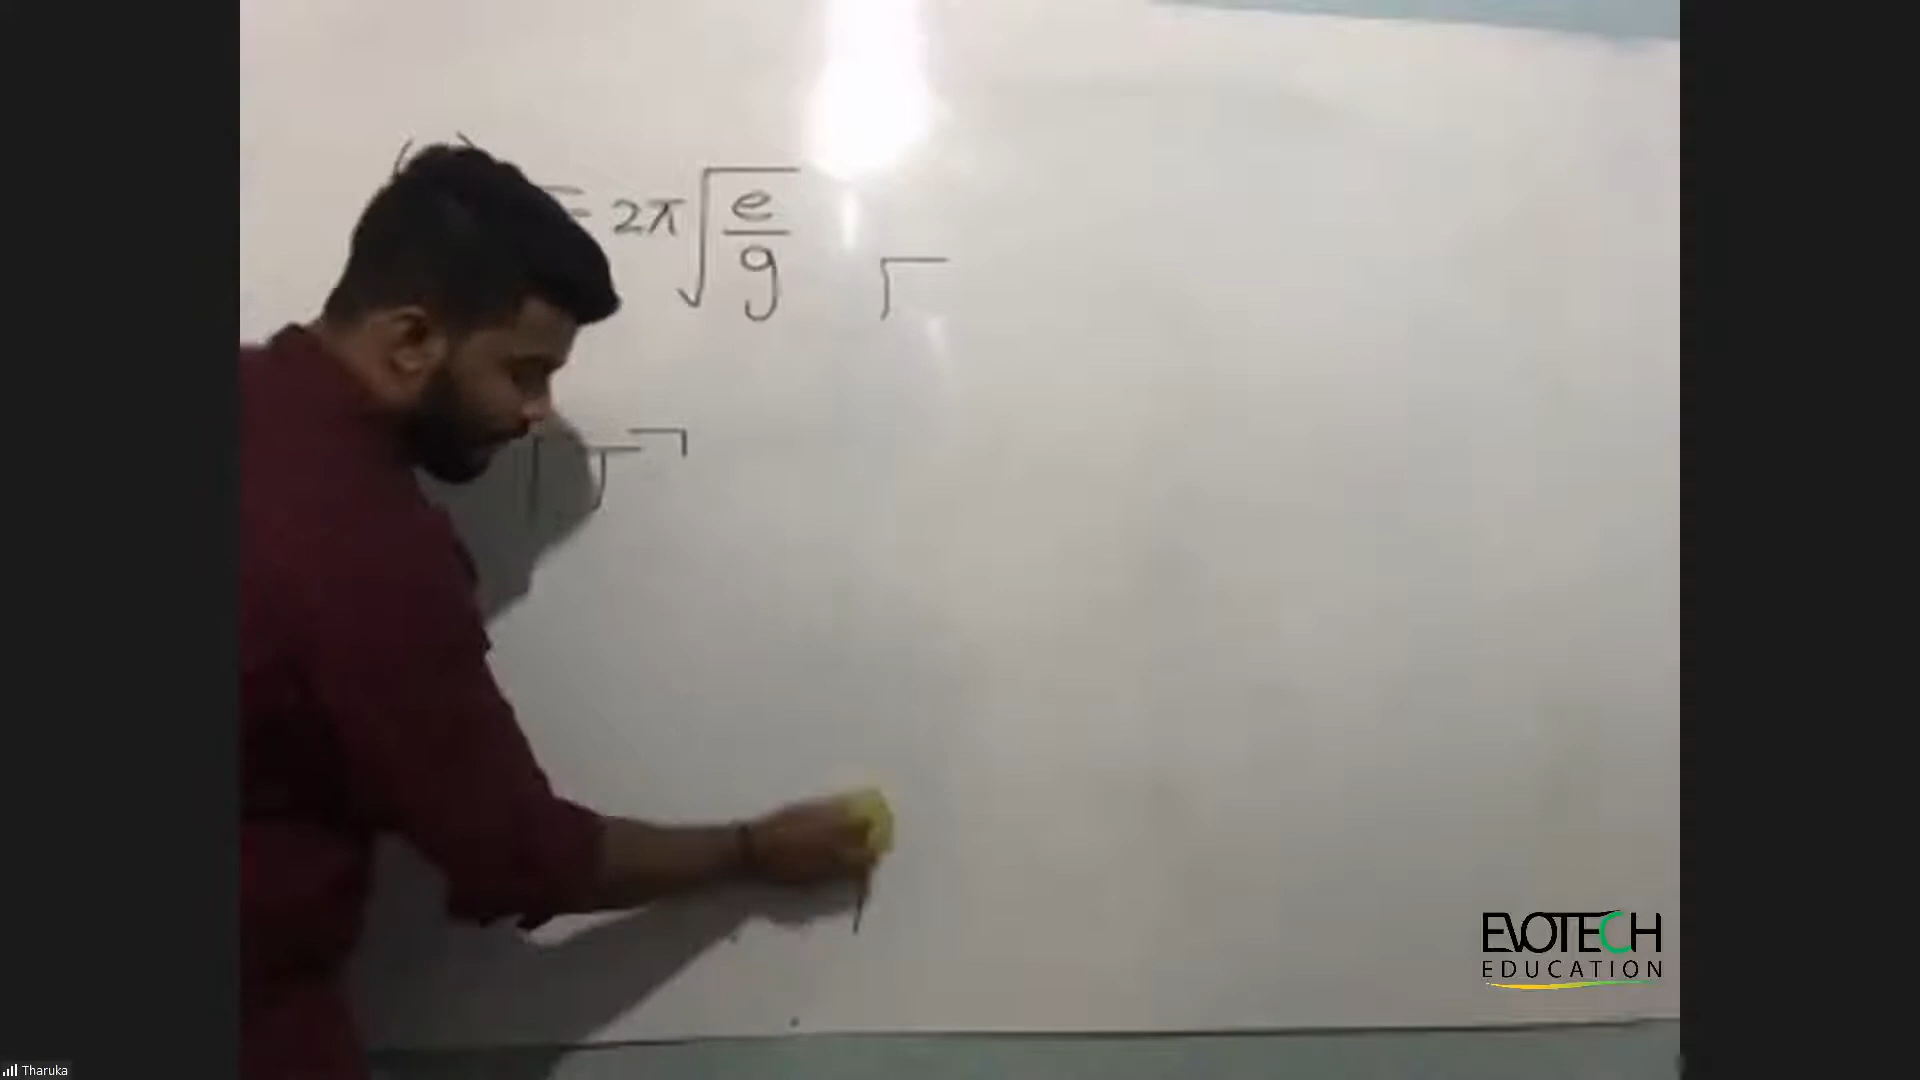 = 2π√(e/g)
EVOTECH
EDUCATION
Tharuka